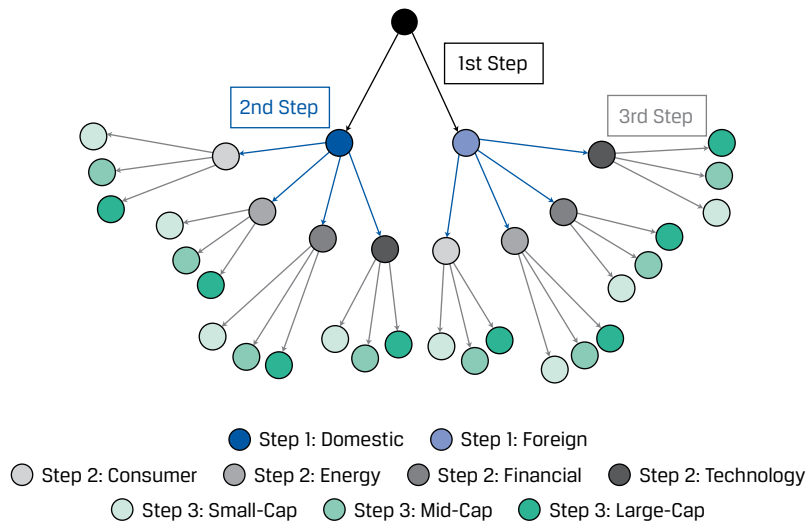 1st Step
2nd Step
3rd Step
Step 1: Domestic
Step 1: Foreign
Step 2: Consumer
Step 2: Energy
Step 2: Financial
Step 2: Technology
Step 3: Small-Cap
Step 3: Mid-Cap
Step 3: Large-Cap